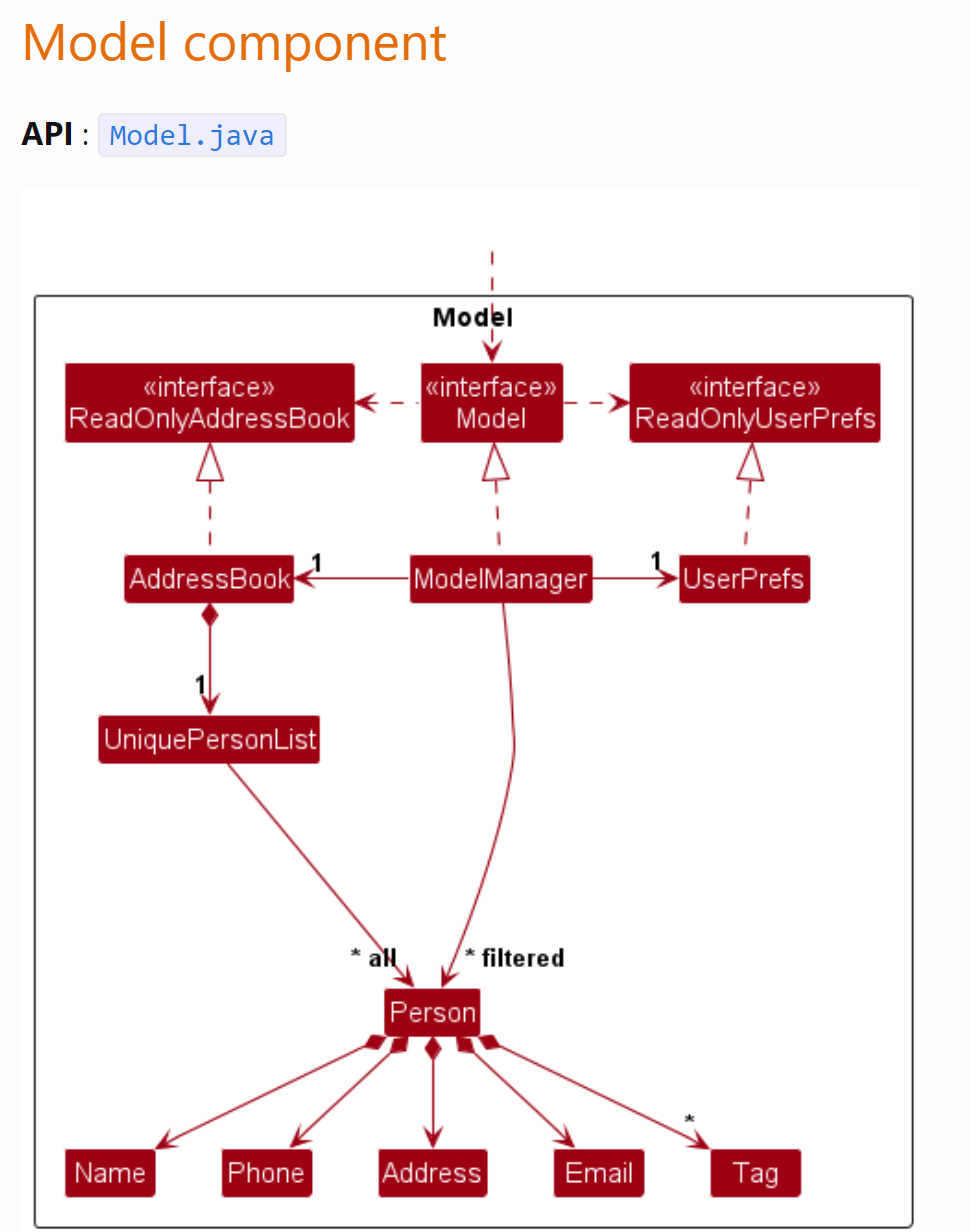 Model component
API : Model.java
Model
«interface»
ReadOnlyAddressBook
«interface»
Model
«interface»
ReadOnlyUserPrefs
AddressBook
1
ModelManager
1
UserPrefs
1
UniquePersonList
* all
* filtered
Person
*
Name
Phone
Address
Email
Tag